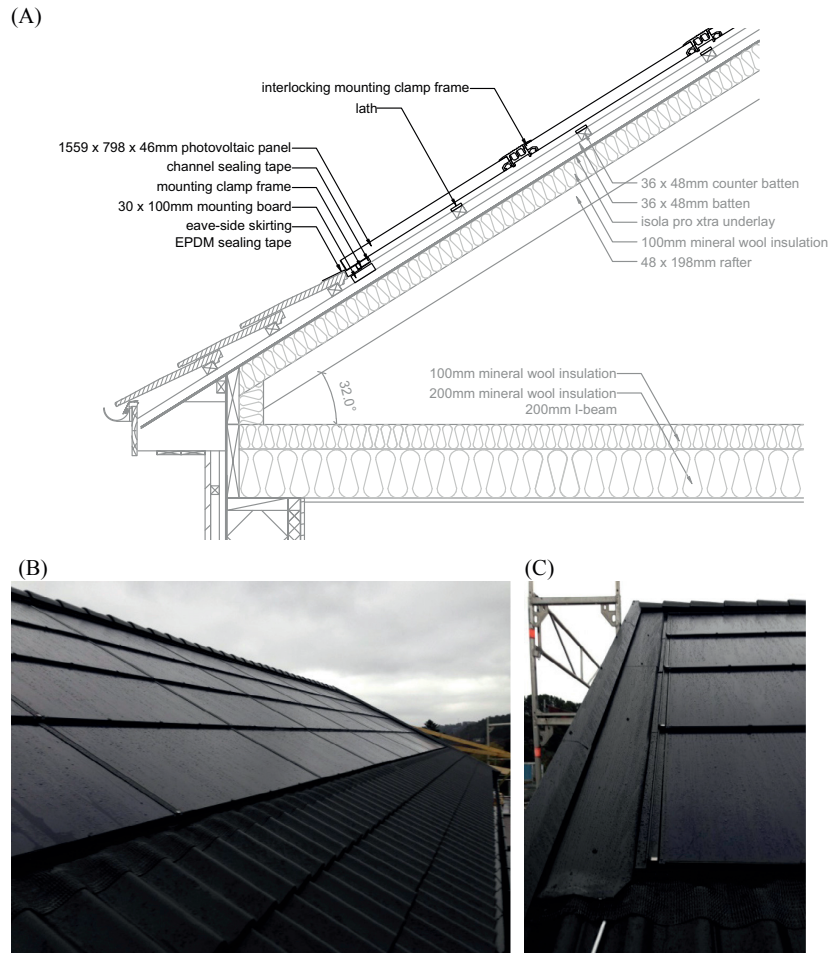 (A)
interlocking mounting clamp frame
lath
1559 x 798 x 46mm photovoltaic panel
channel sealing tape
mounting clamp frame
30 x 100mm mounting board
eave-side skirting
EPDM sealing tape
36 x 48mm counter batten
36 x 48mm batten
isola pro xtra underlay
100mm mineral wool insulation
48 x 198mm rafter
32.0°
100mm mineral wool insulation
200mm mineral wool insulation
200mm I-beam
(B)
(C)